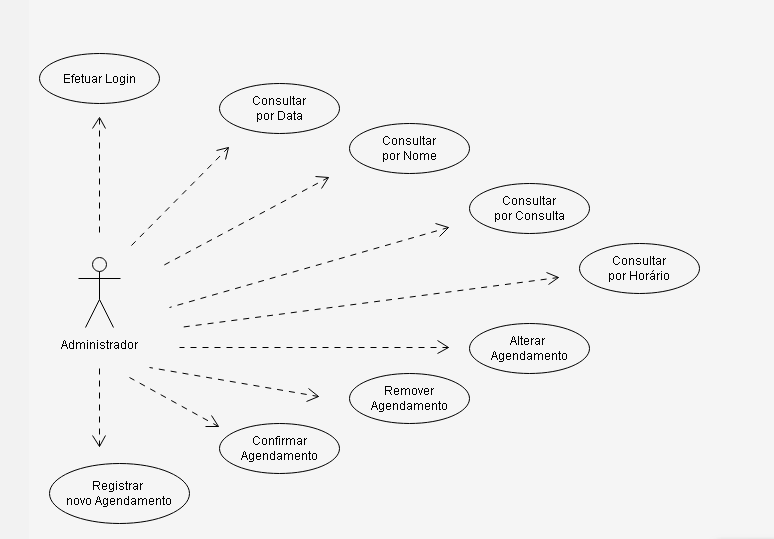 Efetuar Login
Consultar
por Data
Consultar
por Nome
Consultar
por Consulta
Consultar
por Horário
Administrador
Alterar
Agendamento
Remover
Agendamento
Confirmar
Agendamento
Registrar
novo Agendamento